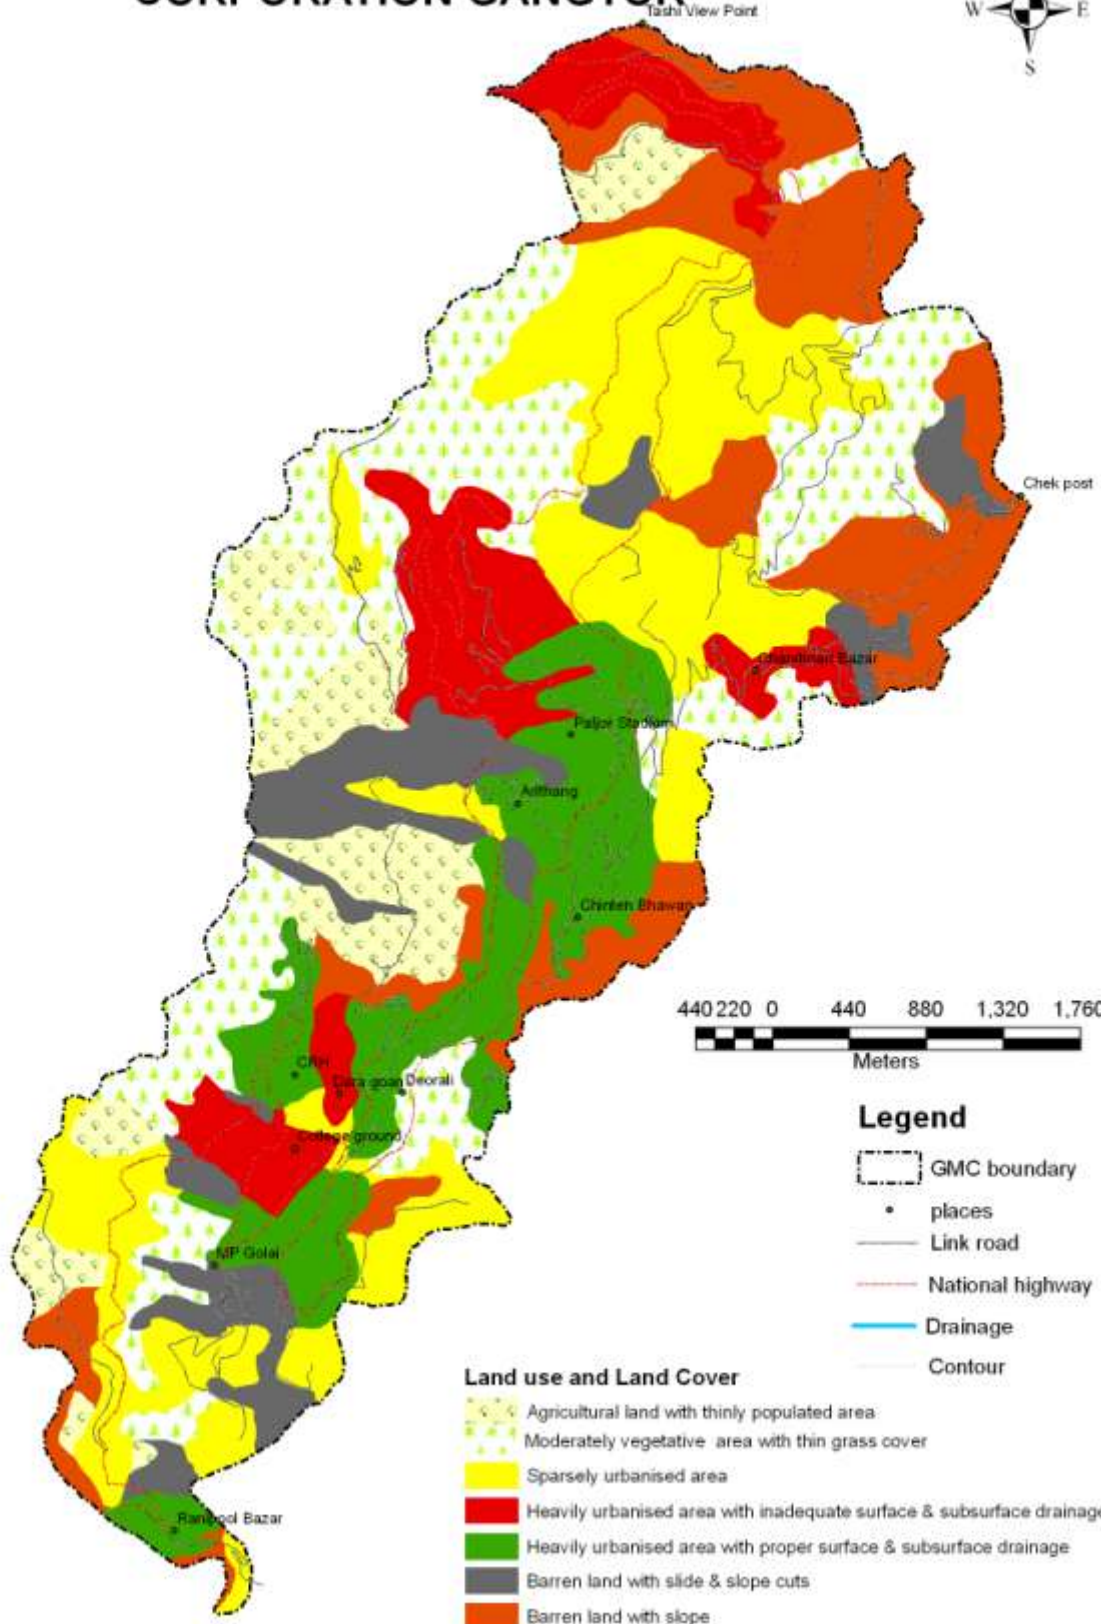 Tashi View Point
W
E
S
Chek post
Chandmari Bazar
Paljor Stadium
Arithang
Chinteh Bhawan
440 220 0 440 880 1,320 1,760
Meters
CRH
Dara goan
Deorali
College ground
MP Golai
Ranipool Bazar
Legend
GMC boundary
places
Link road
National highway
Drainage
Contour
Land use and Land Cover
Agricultural land with thinly populated area
Moderately vegetative area with thin grass cover
Sparsely urbanised area
Heavily urbanised area with inadequate surface & subsurface drainage
Heavily urbanised area with proper surface & subsurface drainage
Barren land with slide & slope cuts
Barren land with slope